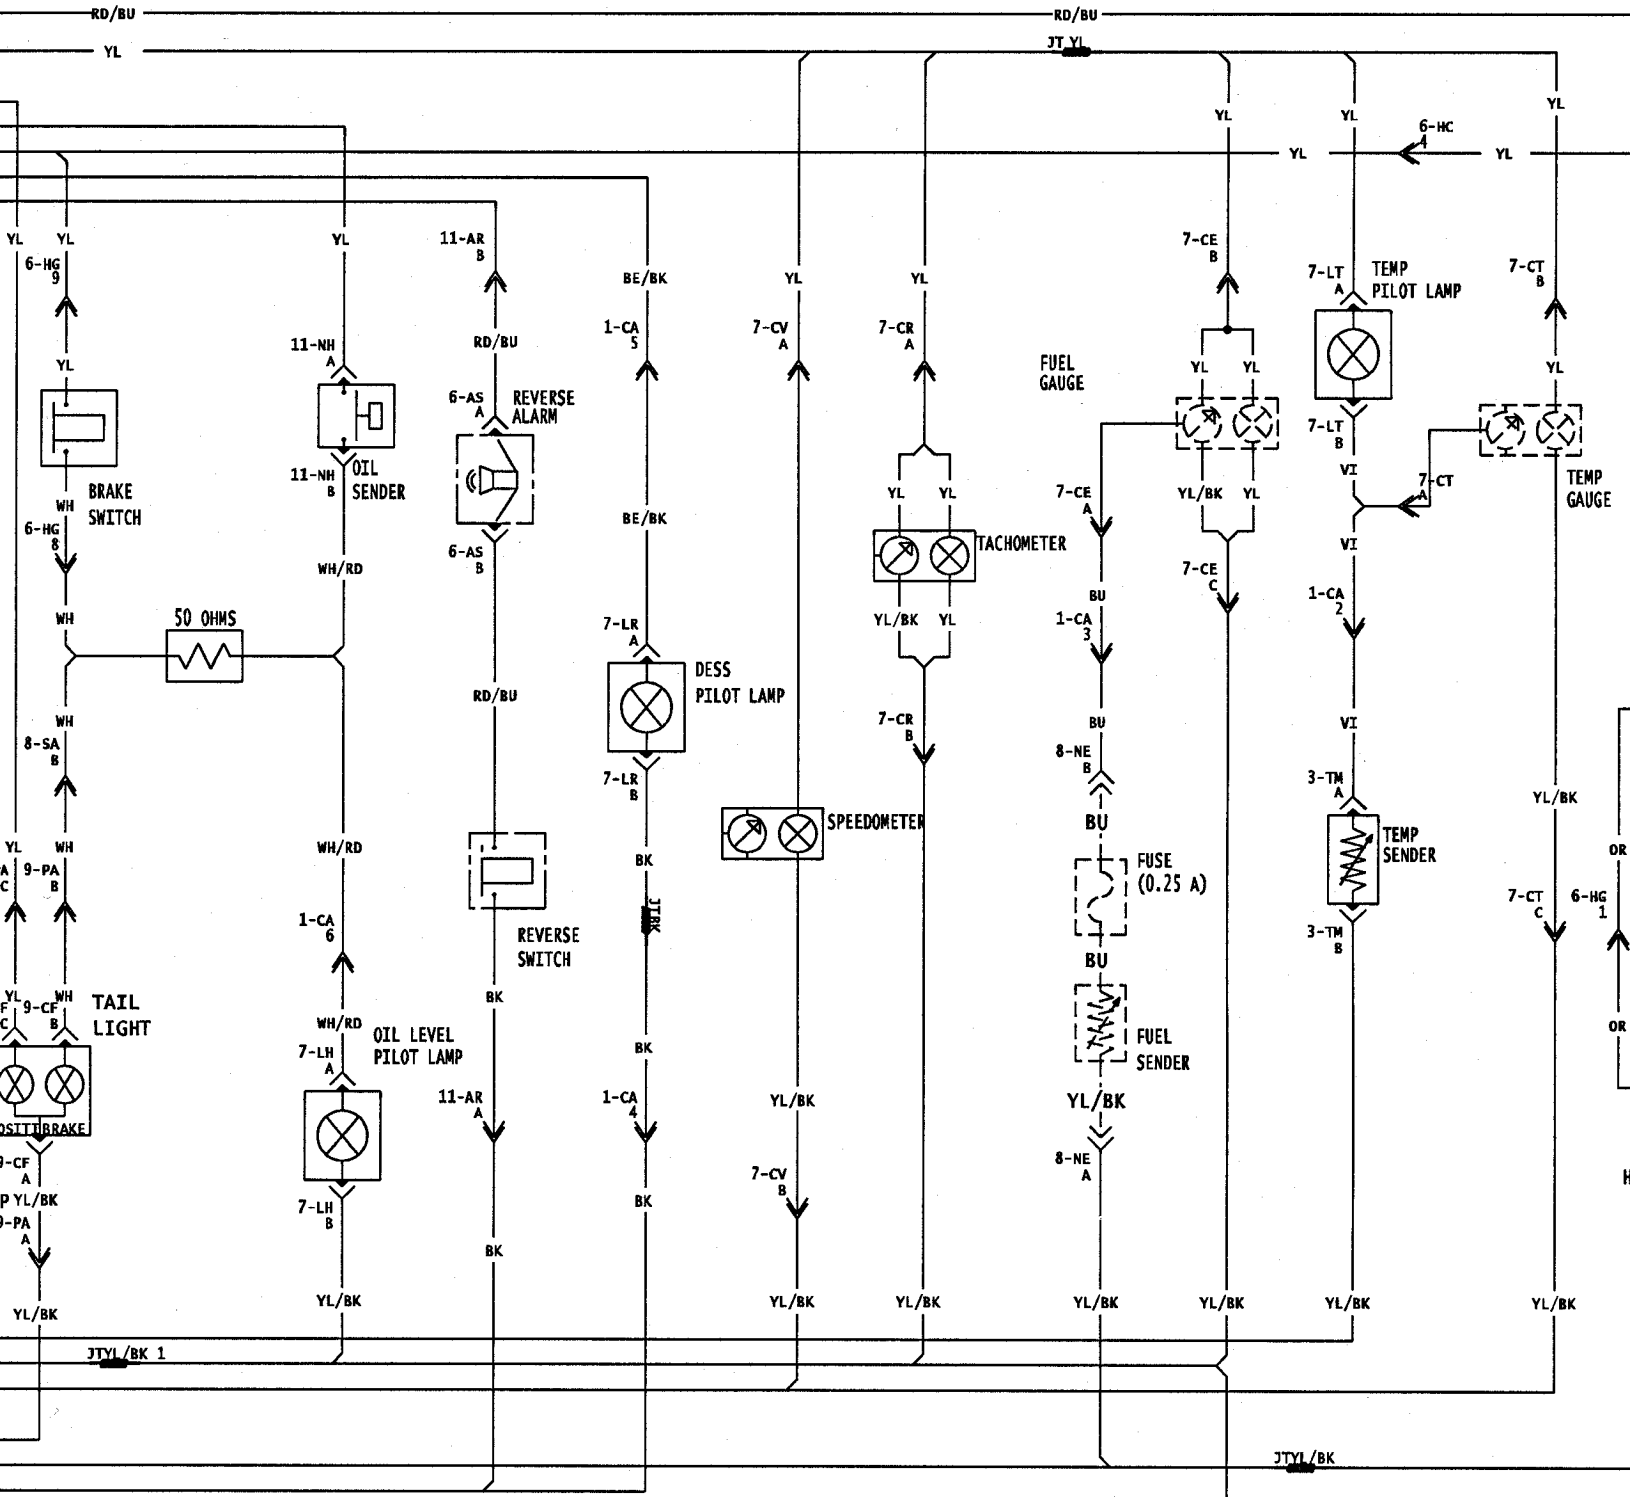 RD/BU
RD/BU
YL
JT YL
YL
YL
YL
6-HC
4
YL
YL
YL
YL
YL
11-AR
B
7-CE
B
6-HG
9
BE/BK
YL
YL
7-LT
A
TEMP
PILOT LAMP
7-CT
B
11-NH
A
RD/BU
1-CA
5
7-CV
A
7-CR
A
YL
FUEL
GAUGE
YL
YL
YL
6-AS
A
REVERSE
ALARM
7-LT
B
11-NH
B
OIL
SENDER
BRAKE
SWITCH
WH
VI
7-CT
A
TEMP
GAUGE
6-HG
8
BE/BK
YL
YL
7-CE
A
YL/BK
YL
6-AS
B
TACHOMETER
VI
WH/RD
7-CE
C
WH
50 OHMS
7-LR
A
YL/BK
YL
BU
1-CA
3
1-CA
2
DESS
PILOT LAMP
RD/BU
WH
8-SA
B
7-CR
B
BU
8-NE
B
VI
7-LR
B
3-TM
A
YL/BK
SPEEDOMETER
BU
TEMP
SENDER
YL
WH
WH/RD
BK
FUSE
(0.25 A)
OR
A
C
9-PA
B
JTBK
7-CT
C
6-HG
1
1-CA
6
REVERSE
SWITCH
3-TM
B
BU
YL
WH
F
C
9-CF
B
TAIL
LIGHT
BK
WH/RD
OIL LEVEL
PILOT LAMP
7-LH
A
BK
FUEL
SENDER
OR
11-AR
A
1-CA
4
YL/BK
YL/BK
OSITI BRAKE
9-CF
A
8-NE
A
7-CV
B
H
P YL/BK
9-PA
A
7-LH
B
BK
BK
YL/BK
YL/BK
YL/BK
YL/BK
YL/BK
YL/BK
YL/BK
YL/BK
JTYL/BK 1
JTYL/BK